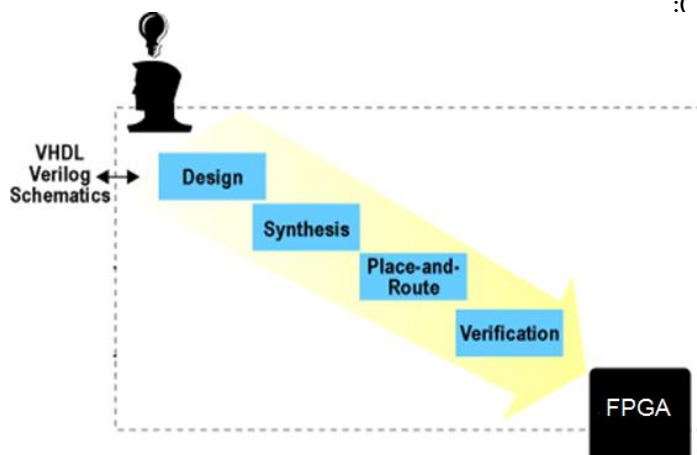 VHDL
Verilog
Schematics
Design
Synthesis
Place-and-
Route
Verification
FPGA